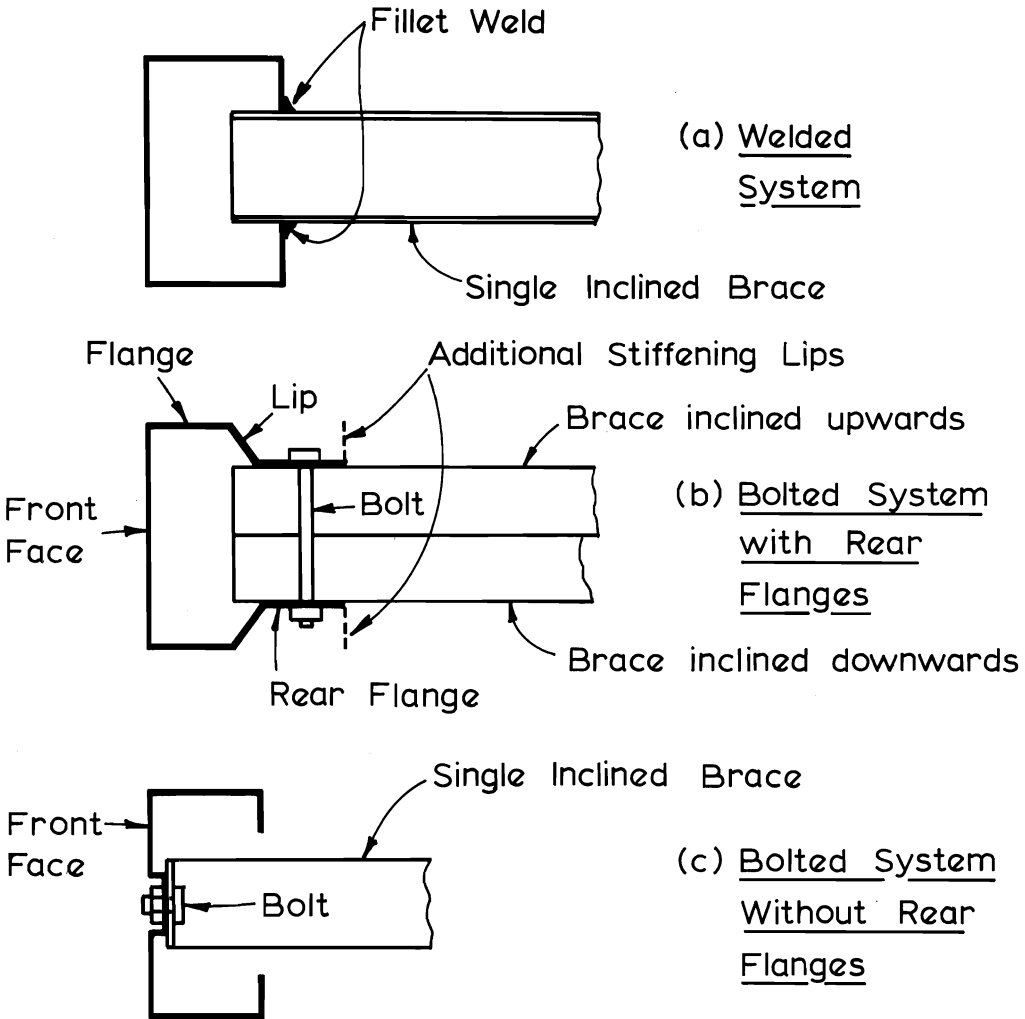 Fillet Weld
(a) Welded
System
Single Inclined Brace
Flange
Additional Stiffening Lips
Lip
Brace inclined upwards
Front
Face
Bolt
(b) Bolted System
with Rear
Flanges
Brace inclined downwards
Rear Flange
Single Inclined Brace
Front
Face
Bolt
(c) Bolted System
Without Rear
Flanges